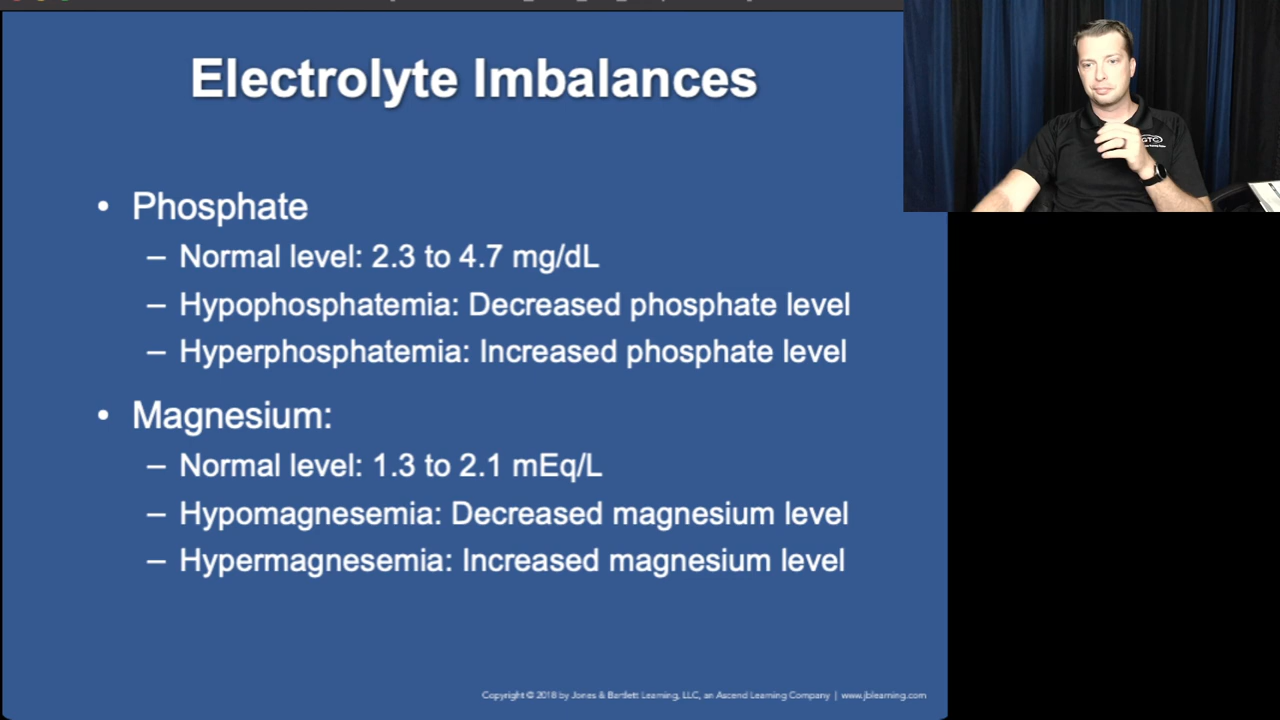 Electrolyte Imbalances
• Phosphate
– Normal level: 2.3 to 4.7 mg/dL
– Hypophosphatemia: Decreased phosphate level
– Hyperphosphatemia: Increased phosphate level
• Magnesium:
– Normal level: 1.3 to 2.1 mEq/L
– Hypomagnesemia: Decreased magnesium level
– Hypermagnesemia: Increased magnesium level
Copyright © 2018 by Jones & Bartlett Learning, LLC, an Ascend Learning Company | www.jblearning.com